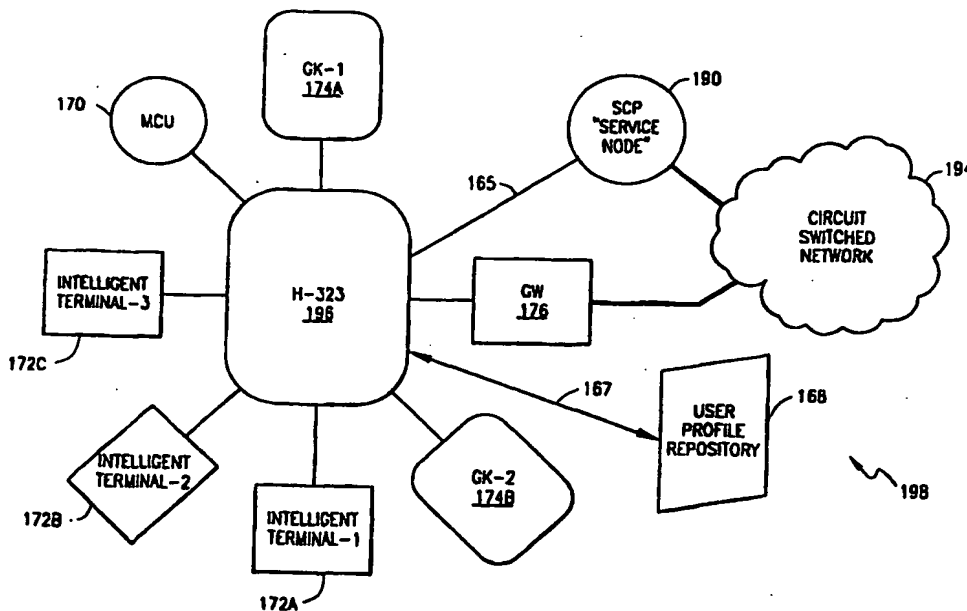 GK-1
174A
190
170
MCU
SCP
"SERVICE
NODE"
194
165
CIRCUIT
SWITCHED
NETWORK
INTELLIGENT
TERMINAL-3
H-323
196
GW
176
172C
167
USER
PROFILE
REPOSITORY
168
INTELLIGENT
TERMINAL-2
GK-2
174B
198
172B
INTELLIGENT
TERMINAL-1
172A